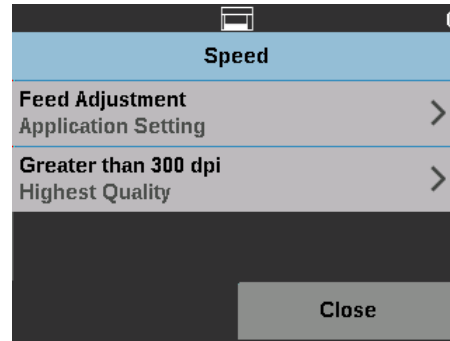 Speed
Feed Adjustment
Application Setting
Greater than 300 dpi
Highest Quality
Close